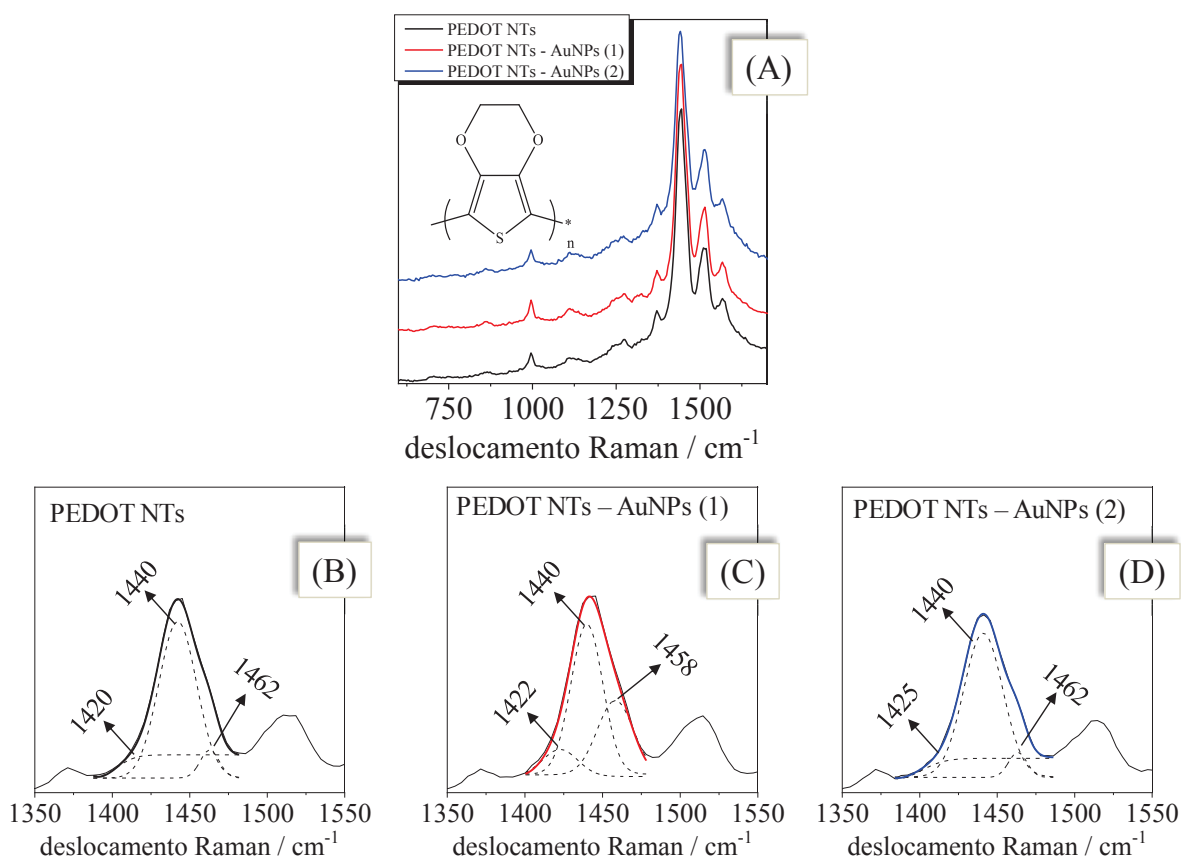 PEDOT NTs
PEDOT NTs - AuNPs (1)
PEDOT NTs - AuNPs (2)
(A)
O
O
S
n
*
750
1000
1250
1500
deslocamento Raman / cm⁻¹
PEDOT NTs
(B)
1440
1420
1462
1350
1400
1450
1500
1550
deslocamento Raman / cm⁻¹
PEDOT NTs – AuNPs (1)
(C)
1440
1422
1458
1350
1400
1450
1500
1550
deslocamento Raman / cm⁻¹
PEDOT NTs – AuNPs (2)
(D)
1440
1425
1462
1350
1400
1450
1500
1550
deslocamento Raman / cm⁻¹